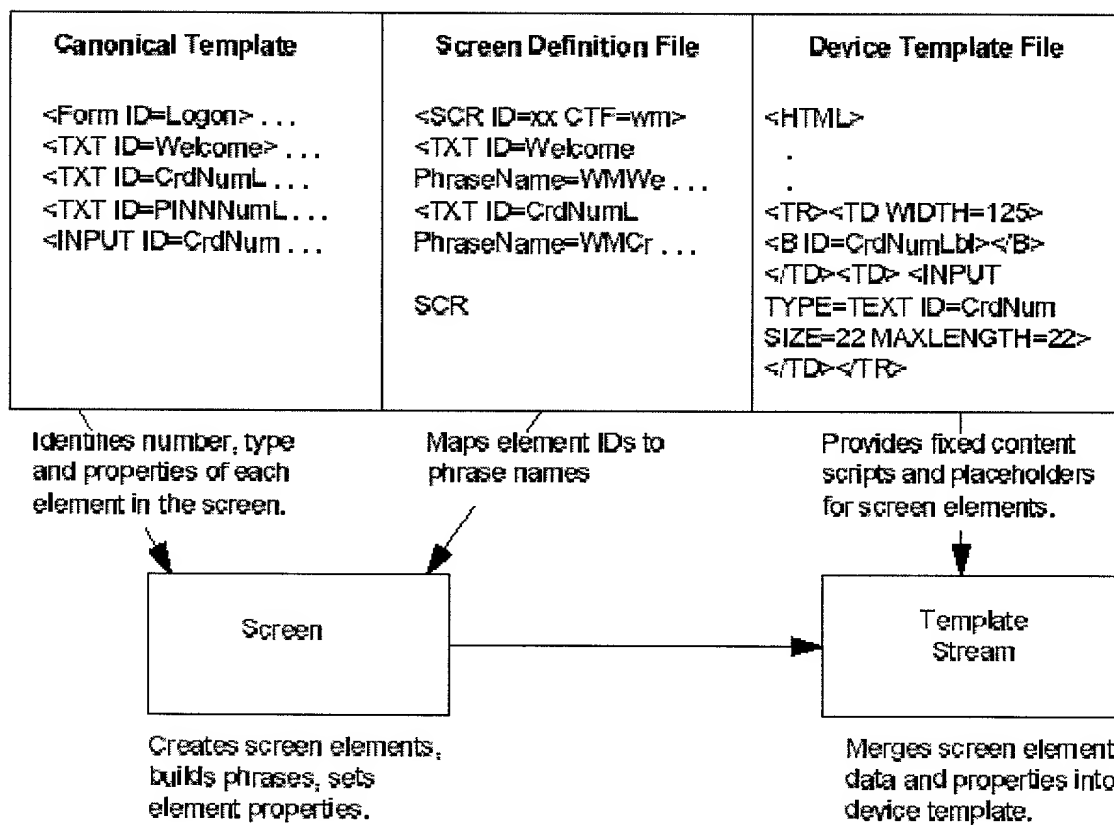 Canonical Template
<Form ID=Logon> ...
<TXT ID=Welcome> ...
<TXT ID=CrdNumL ...
<TXT ID=PINNNumL ...
<INPUT ID=CrdNum ...
Screen Definition File
<SCR ID=xx CTF=wm>
<TXT ID=Welcome
PhraseName=WMWe ...
<TXT ID=CrdNumL
PhraseName=WMCr ...
SCR
Device Template File
<HTML>
.
.
<TR><TD WIDTH=125>
<B ID=CrdNumLbl></B>
</TD><TD> <INPUT
TYPE=TEXT ID=CrdNum
SIZE=22 MAXLENGTH=22>
</TD></TR>
Identifies number, type
and properties of each
element in the screen.
Maps element IDs to
phrase names
Provides fixed content
scripts and placeholders
for screen elements.
Screen
Template
Stream
Creates screen elements,
builds phrases, sets
element properties.
Merges screen element
data and properties into
device template.